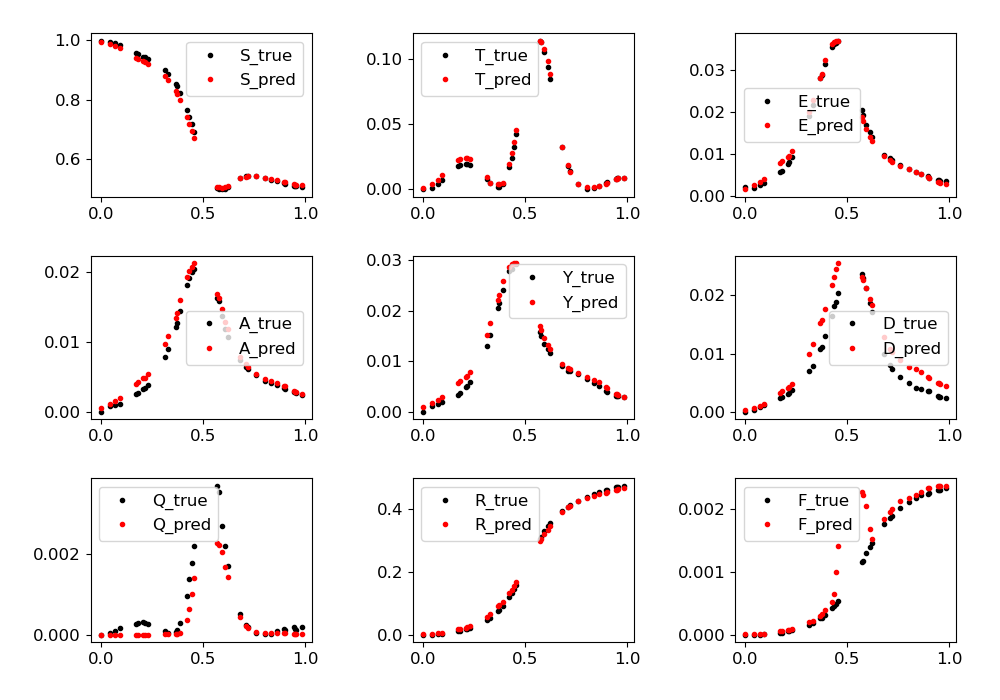 1.0
0.8
0.6
S_true
S_pred
0.0 0.5 1.0
0.10
0.05
0.00
T_true
T_pred
0.0 0.5 1.0
0.03
0.02
0.01
0.00
E_true
E_pred
0.0 0.5 1.0
0.02
0.01
0.00
A_true
A_pred
0.0 0.5 1.0
0.03
0.02
0.01
0.00
Y_true
Y_pred
0.0 0.5 1.0
0.02
0.01
0.00
D_true
D_pred
0.0 0.5 1.0
0.002
0.000
Q_true
Q_pred
0.0 0.5 1.0
0.4
0.2
0.0
R_true
R_pred
0.0 0.5 1.0
0.002
0.001
0.000
F_true
F_pred
0.0 0.5 1.0